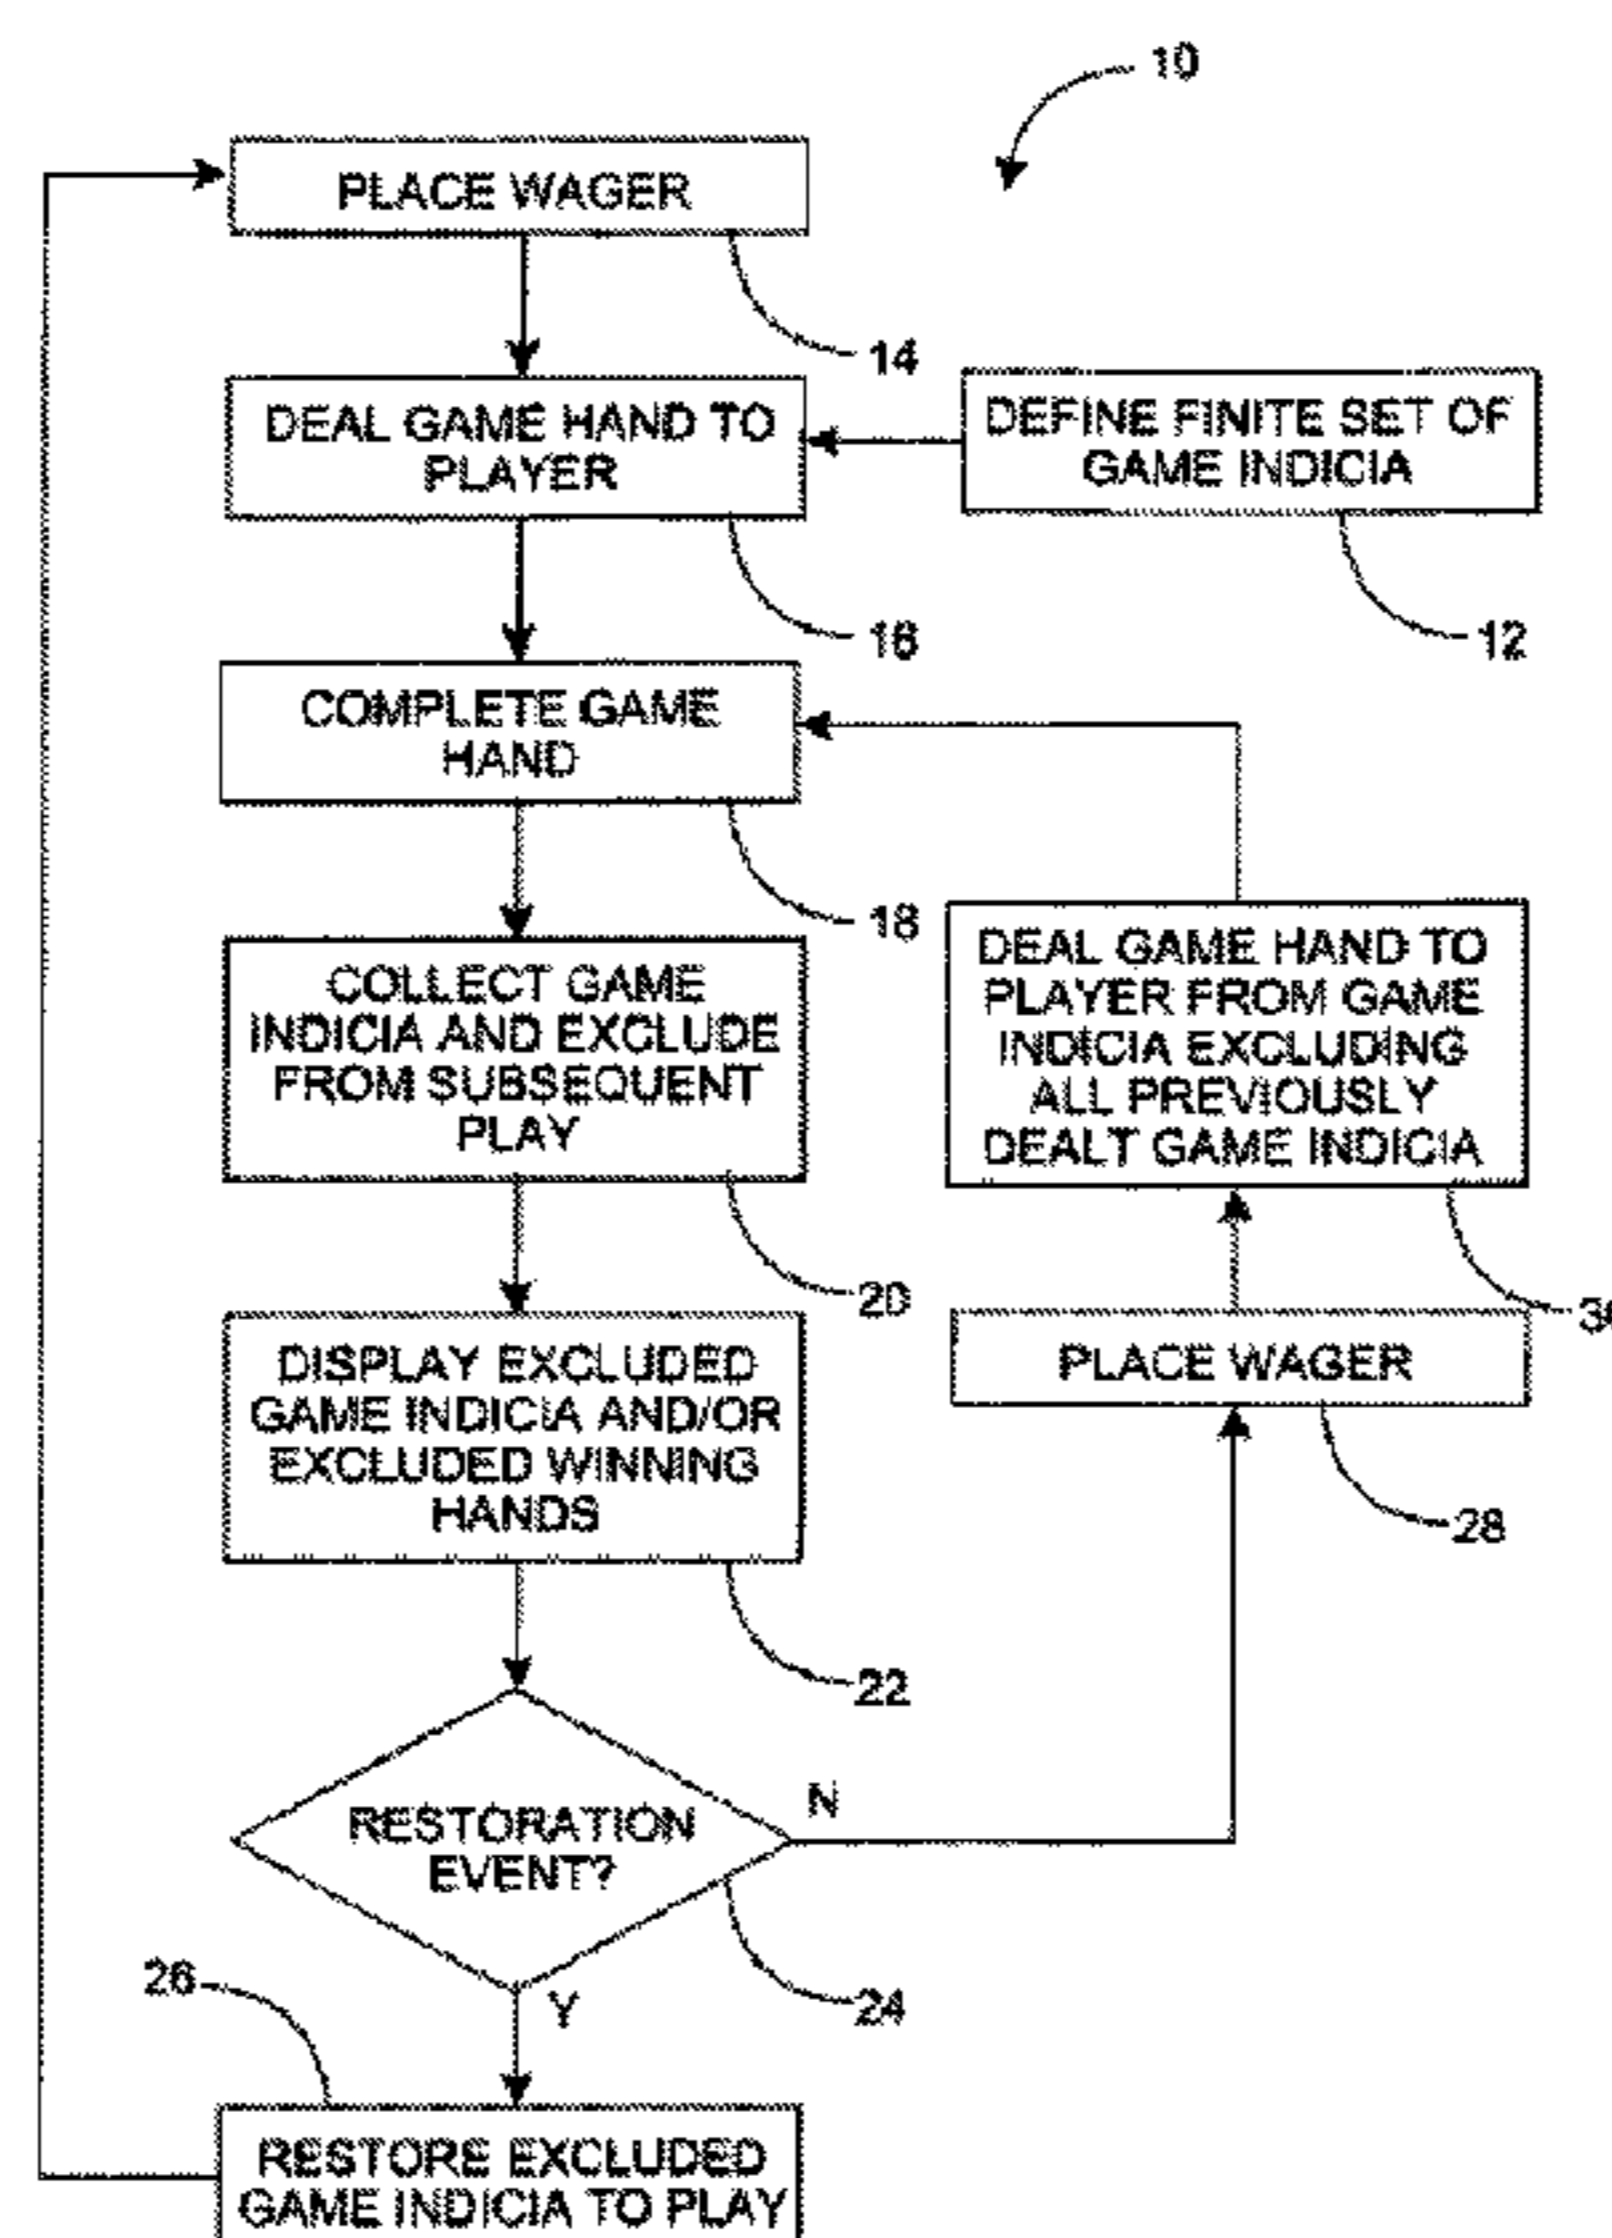 10
PLACE WAGER
14
DEAL GAME HAND TO
PLAYER
16
DEFINE FINITE SET OF
GAME INDICIA
12
COMPLETE GAME
HAND
18
COLLECT GAME
INDICIA AND EXCLUDE
FROM SUBSEQUENT
PLAY
20
DEAL GAME HAND TO
PLAYER FROM GAME
INDICIA EXCLUDING
ALL PREVIOUSLY
DEALT GAME INDICIA
DISPLAY EXCLUDED
GAME INDICIA AND/OR
EXCLUDED WINNING
HANDS
22
PLACE WAGER
28
RESTORATION
EVENT?
N
Y
24
26
RESTORE EXCLUDED
GAME INDICIA TO PLAY